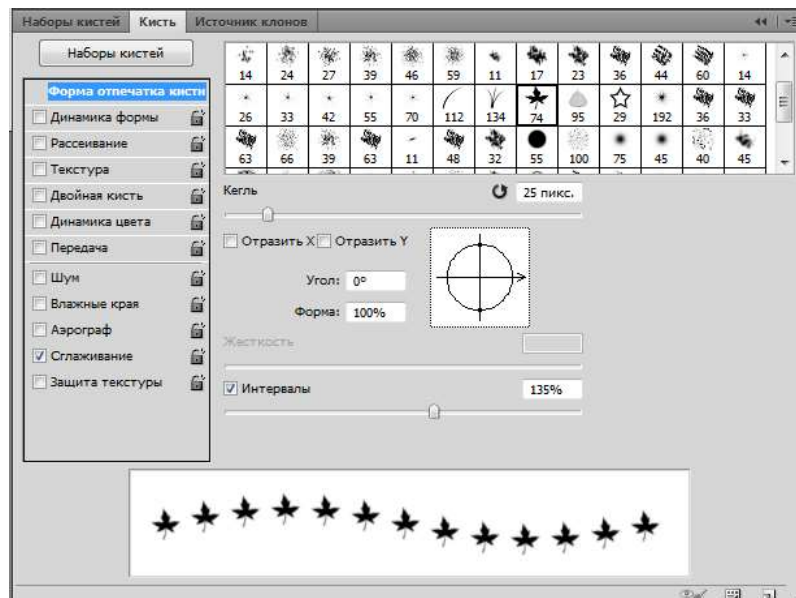 Наборы кистей Кисть Источник клонов
Наборы кистей
Форма отпечатка кисти
Динамика формы
Рассеивание
Текстура
Двойная кисть
Динамика цвета
Передача
Шум
Влажные края
Аэрограф
Сглаживание
Защита текстуры
14 24 27 39 46 59 11 17 23 36 44 60 14
26 33 42 55 70 112 134 74 95 29 192 36 33
63 66 39 63 11 48 32 55 100 75 45 40 45
Кегль 25 пикс.
Отразить X Отразить Y
Угол: 0º
Форма: 100%
Жесткость
Интервалы 135%